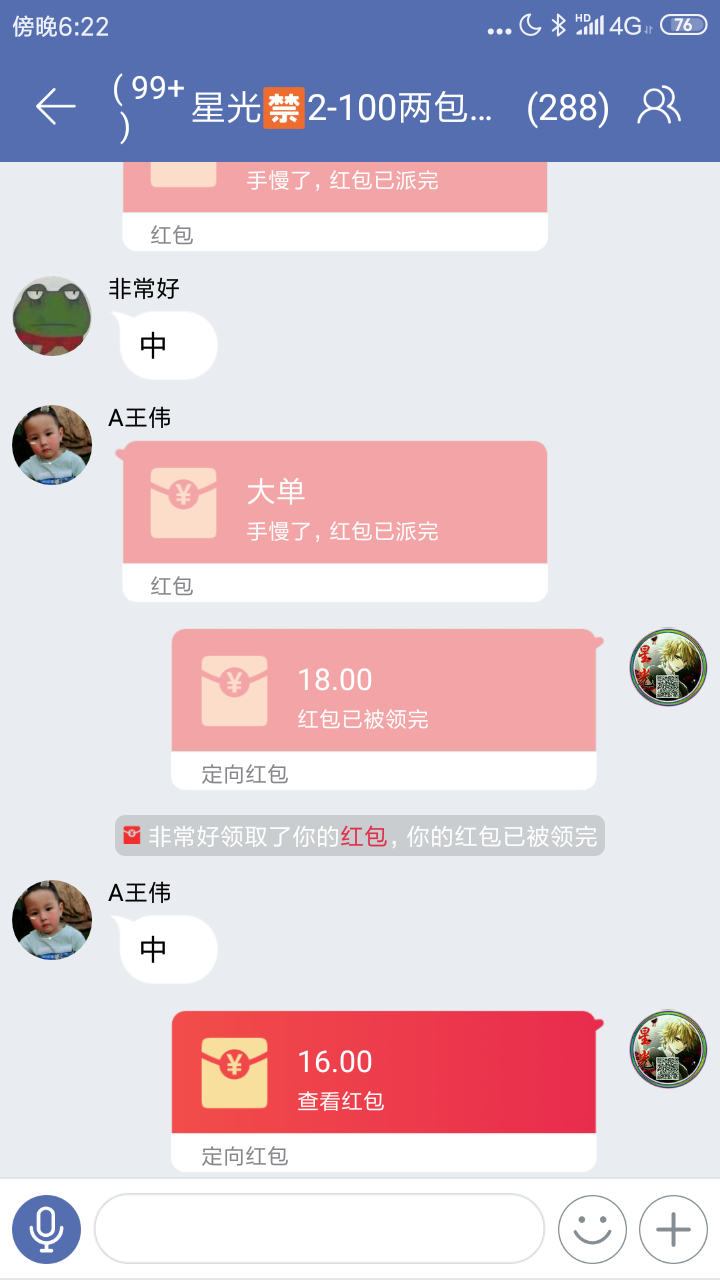 傍晚6:22
HD 4G 76
(99+) 星光禁2-100两包... (288)
手慢了，红包已派完
红包
非常好
中
A王伟
大单
手慢了，红包已派完
红包
18.00
红包已被领完
定向红包
非常好领取了你的红包，你的红包已被领完
A王伟
中
16.00
查看红包
定向红包